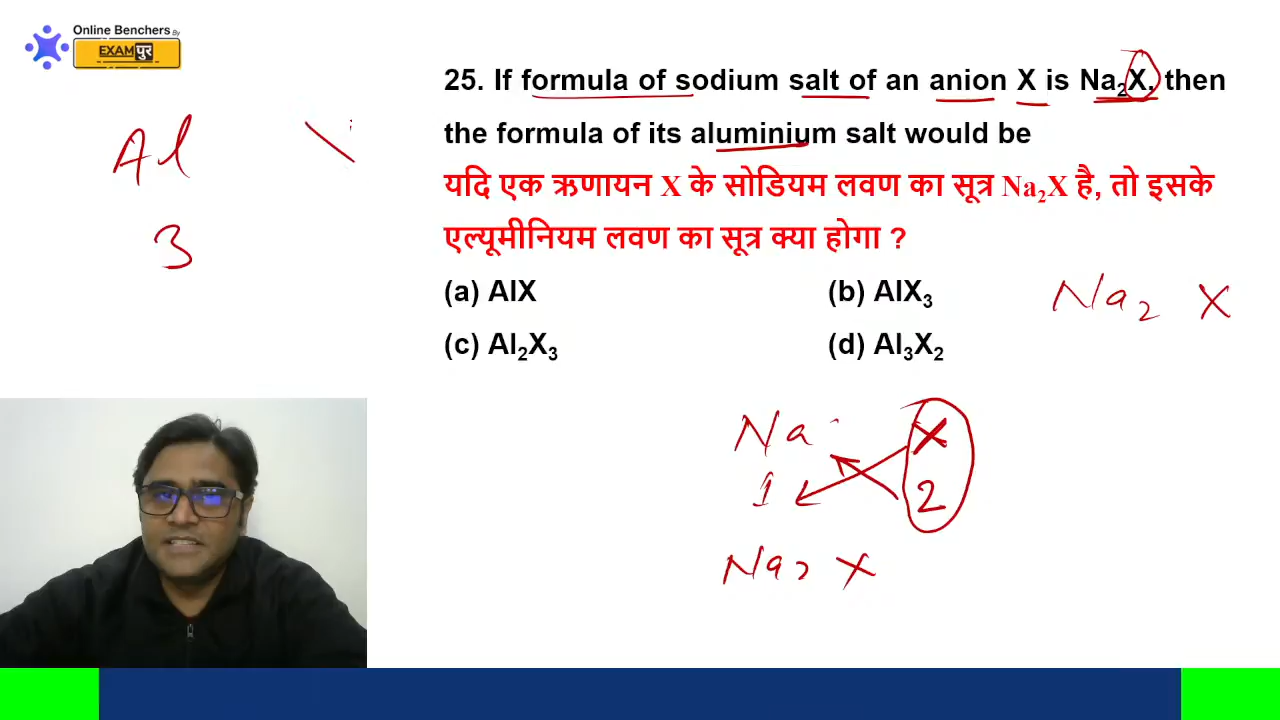 Online Benchers By
EXAMपुर
25. If formula of sodium salt of an anion X is Na₂X, then
the formula of its aluminium salt would be
यदि एक ऋणायन X के सोडियम लवण का सूत्र Na₂X है, तो इसके
एल्यूमीनियम लवण का सूत्र क्या होगा ?
(a) AlX (b) AlX₃
(c) Al₂X₃ (d) Al₃X₂
Al
3
Na₂ X
Na X
1 2
Na₂ X